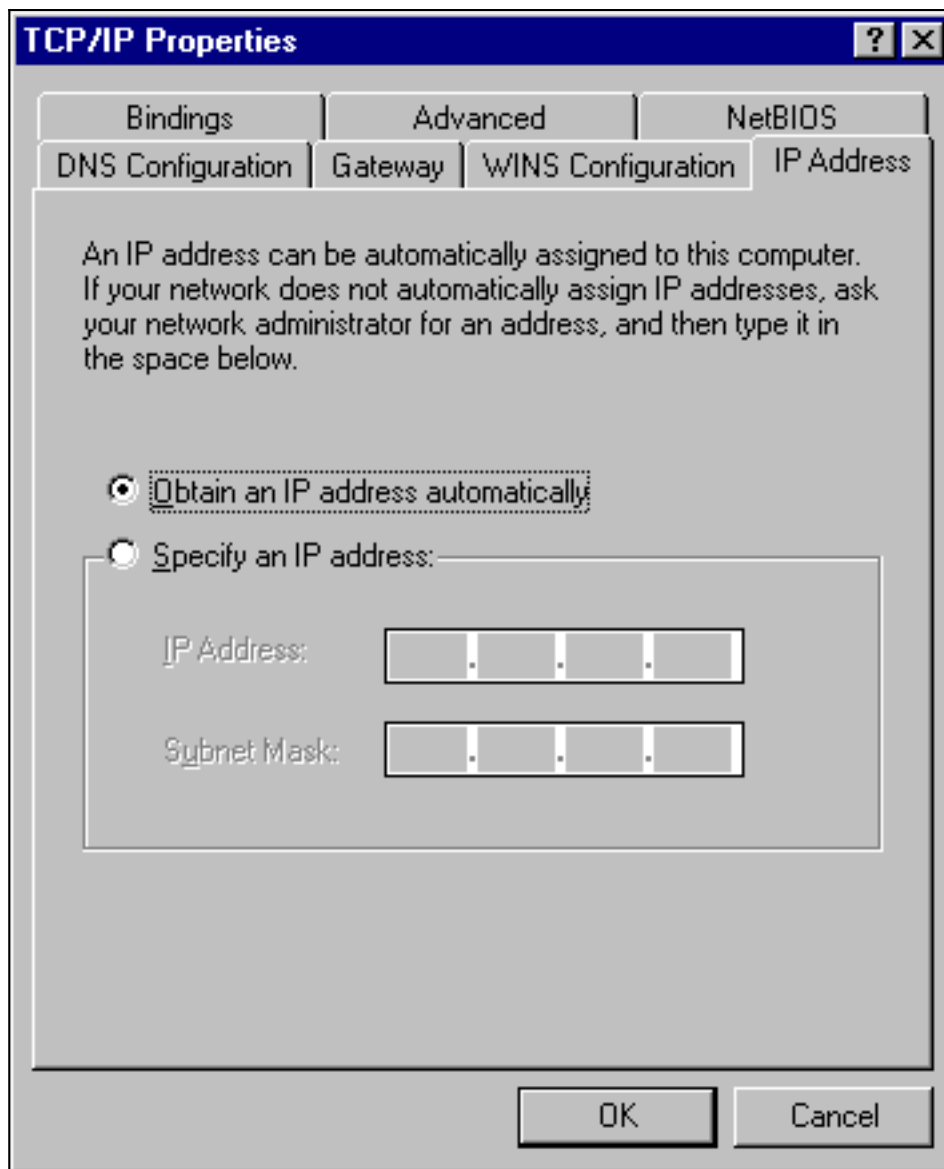 TCP/IP Properties
Bindings Advanced NetBIOS
DNS Configuration Gateway WINS Configuration IP Address
An IP address can be automatically assigned to this computer.
If your network does not automatically assign IP addresses, ask
your network administrator for an address, and then type it in
the space below.
Obtain an IP address automatically
Specify an IP address:
IP Address: . . .
Subnet Mask: . . .
OK Cancel